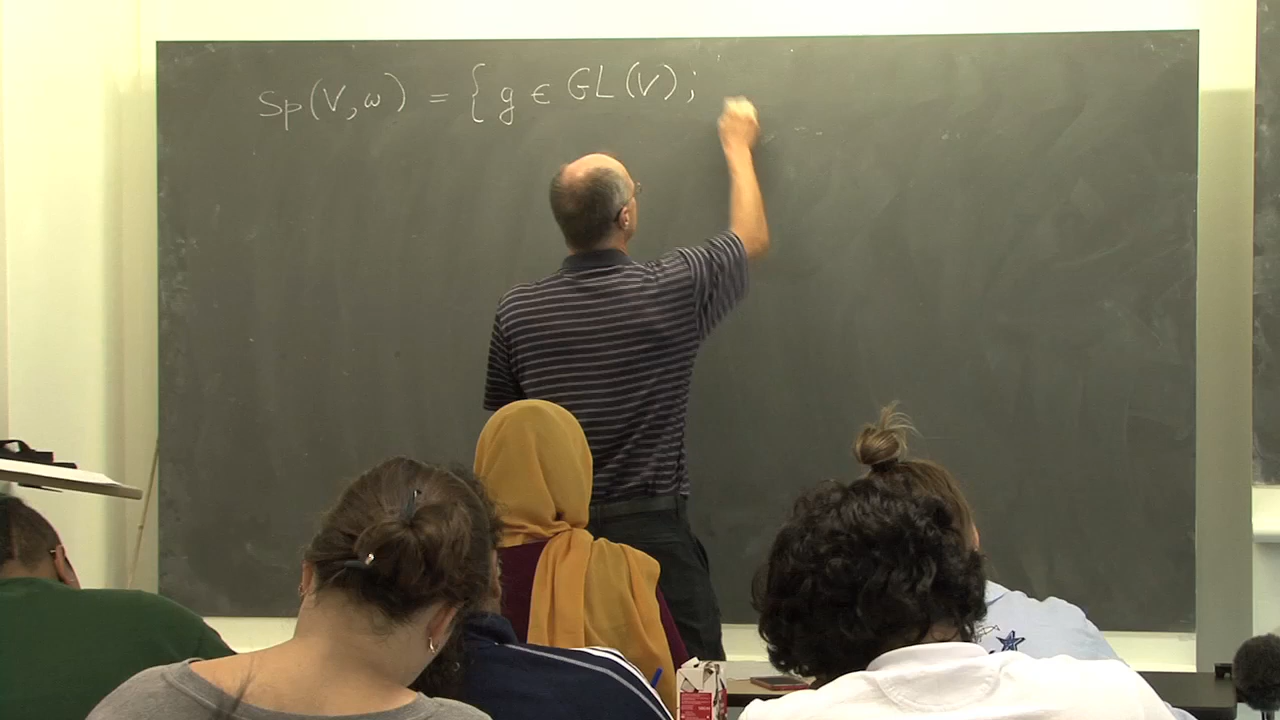 Sp(V, ω) = { g ∈ GL(V);